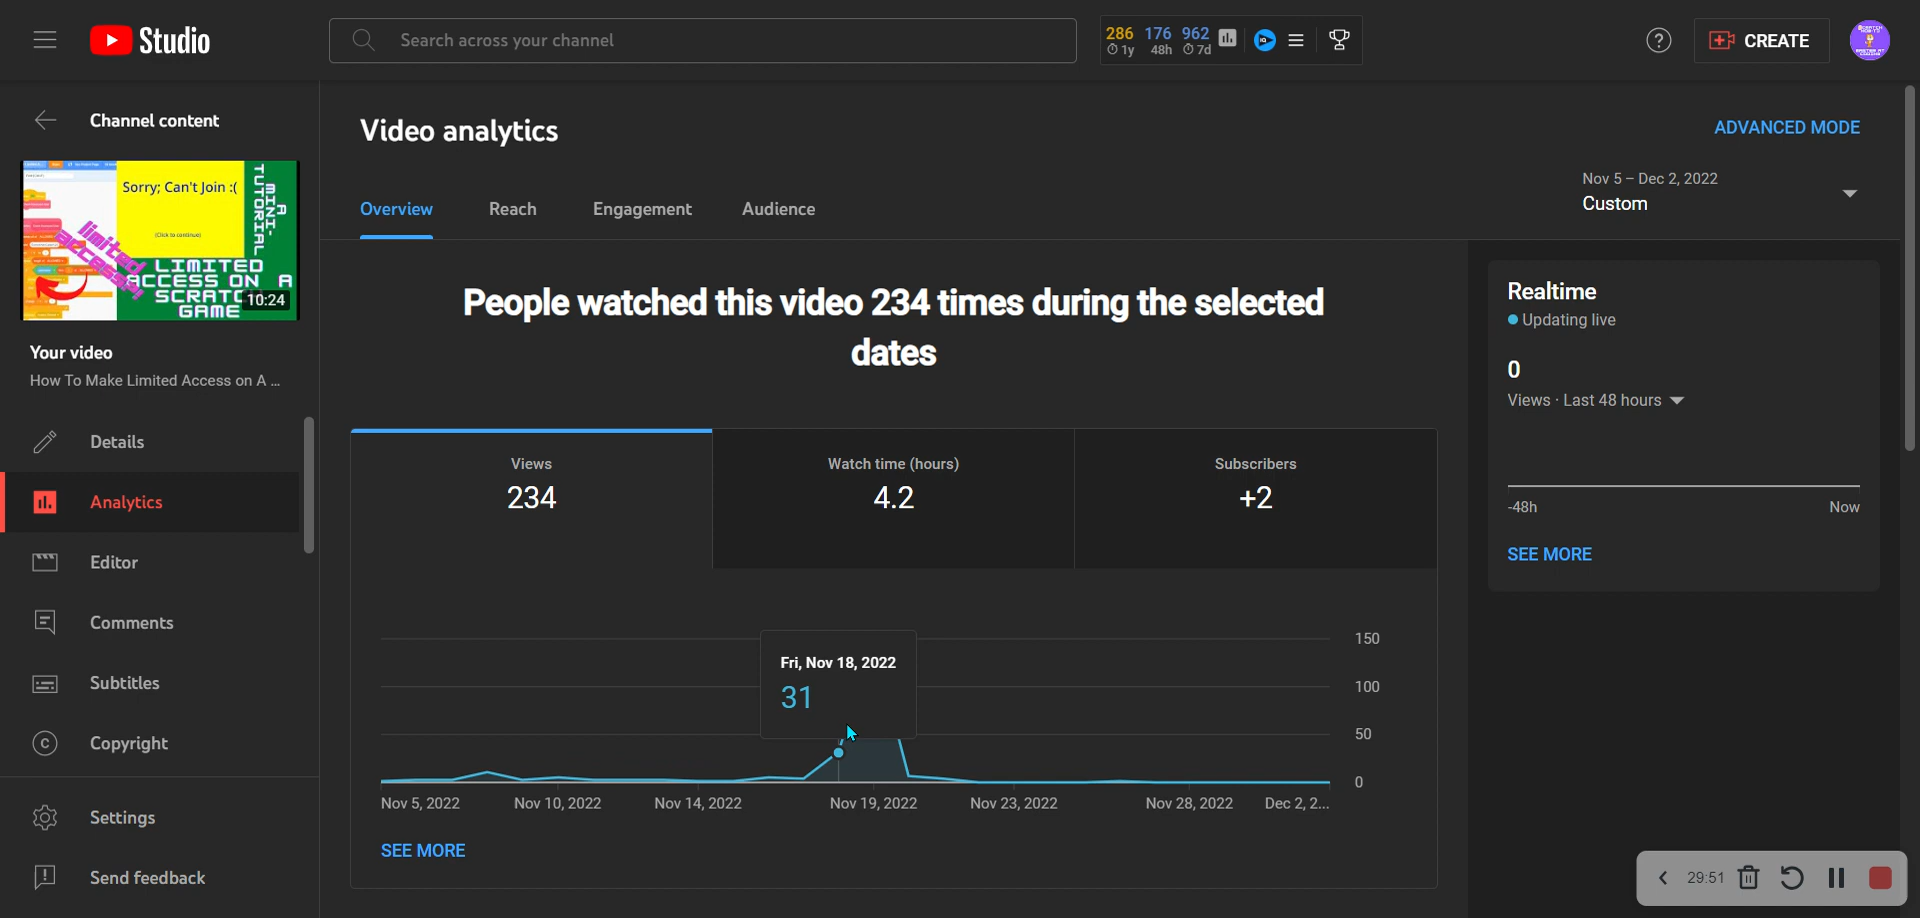 Studio
Search across your channel
286 176 962
1y 48h 7d
CREATE
Channel content
Sorry; Can't Join :(
(Click to continue)
A MINI-TUTORIAL
limited access!
LIMITED
ACCESS ON A
SCRATC
GAME
10:24
Your video
How To Make Limited Access on A ...
Details
Analytics
Editor
Comments
Subtitles
Copyright
Settings
Send feedback
Video analytics
ADVANCED MODE
Overview Reach Engagement Audience
Nov 5 – Dec 2, 2022
Custom
People watched this video 234 times during the selected
dates
Views
234
Watch time (hours)
4.2
Subscribers
+2
150
100
50
0
Fri, Nov 18, 2022
31
Nov 5, 2022 Nov 10, 2022 Nov 14, 2022 Nov 19, 2022 Nov 23, 2022 Nov 28, 2022 Dec 2, 2...
SEE MORE
Realtime
Updating live
0
Views · Last 48 hours
-48h Now
SEE MORE
29:51